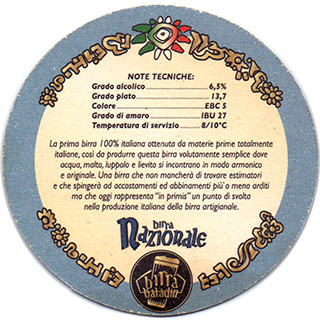 NOTE TECNICHE:
Grado alcolico 6,5%
Grado plato 13,7
Colore EBC 5
Grado di amaro IBU 27
Temperatura di servizio 8/10°C
La prima birra 100% italiana ottenuta da materie prime totalmente
italiane, così da produrre questa birra volutamente semplice dove
acqua, malto, luppolo e lievito si incontrano in modo armonico
e originale. Una birra che non mancherà di trovare estimatori
e che spingerà ad accostamenti ed abbinamenti più o meno arditi
ma che oggi rappresenta "in primis" un punto di svolta
nella produzione italiana della birra artigianale.
birra
Nazionale
birra
baladin